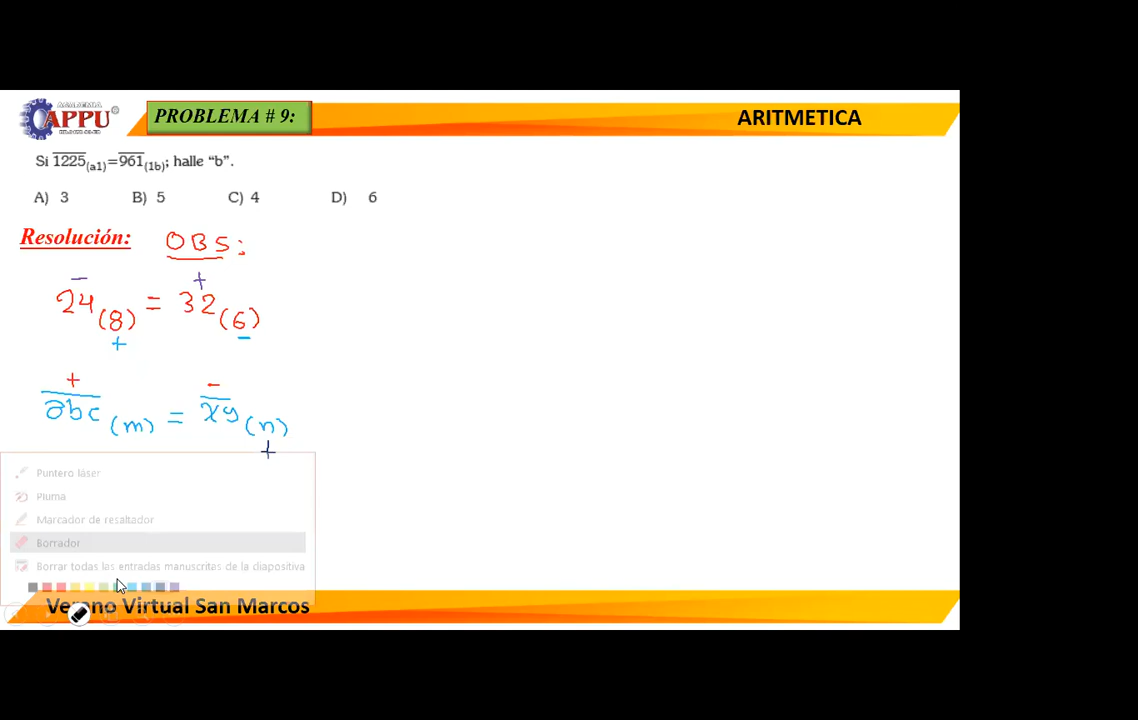 ACADEMIA
APPU®
PROBLEMA # 9:
ARITMETICA
Si 1225(a1)=961(1b); halle “b”.
A) 3 B) 5 C) 4 D) 6
Resolución: OBS:
− +
24(8) = 32(6)
+ −
+ −
abc(m) = xy(n)
+
Puntero láser
Pluma
Marcador de resaltador
Borrador
Borrar todas las entradas manuscritas de la diapositiva
Verano Virtual San Marcos